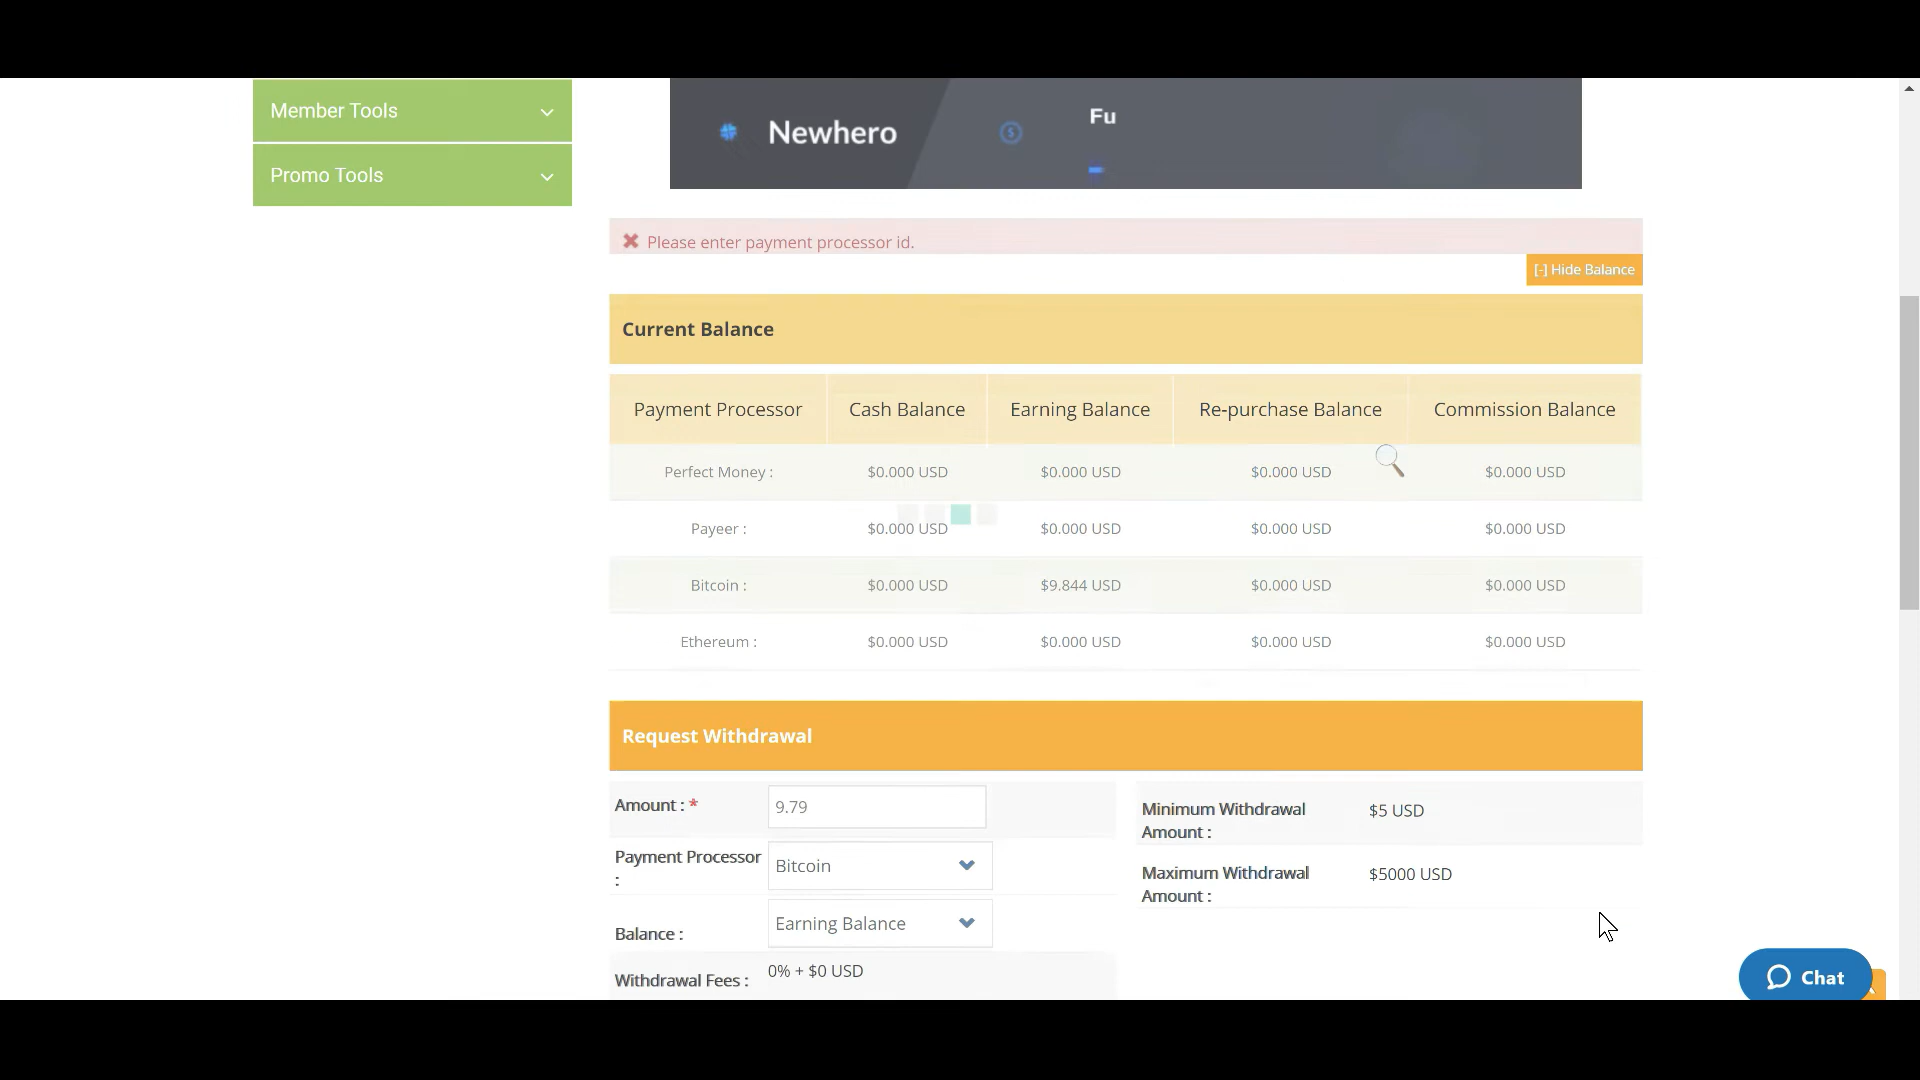 Member Tools
Promo Tools
Newhero
Fu
Please enter payment processor id.
[-] Hide Balance
Current Balance
Payment Processor Cash Balance Earning Balance Re-purchase Balance Commission Balance
Perfect Money : $0.000 USD $0.000 USD $0.000 USD $0.000 USD
Payeer : $0.000 USD $0.000 USD $0.000 USD $0.000 USD
Bitcoin : $0.000 USD $9.844 USD $0.000 USD $0.000 USD
Ethereum : $0.000 USD $0.000 USD $0.000 USD $0.000 USD
Request Withdrawal
Amount : * 9.79
Payment Processor
: Bitcoin
Balance : Earning Balance
Withdrawal Fees : 0% + $0 USD
Minimum Withdrawal
Amount : $5 USD
Maximum Withdrawal
Amount : $5000 USD
Chat